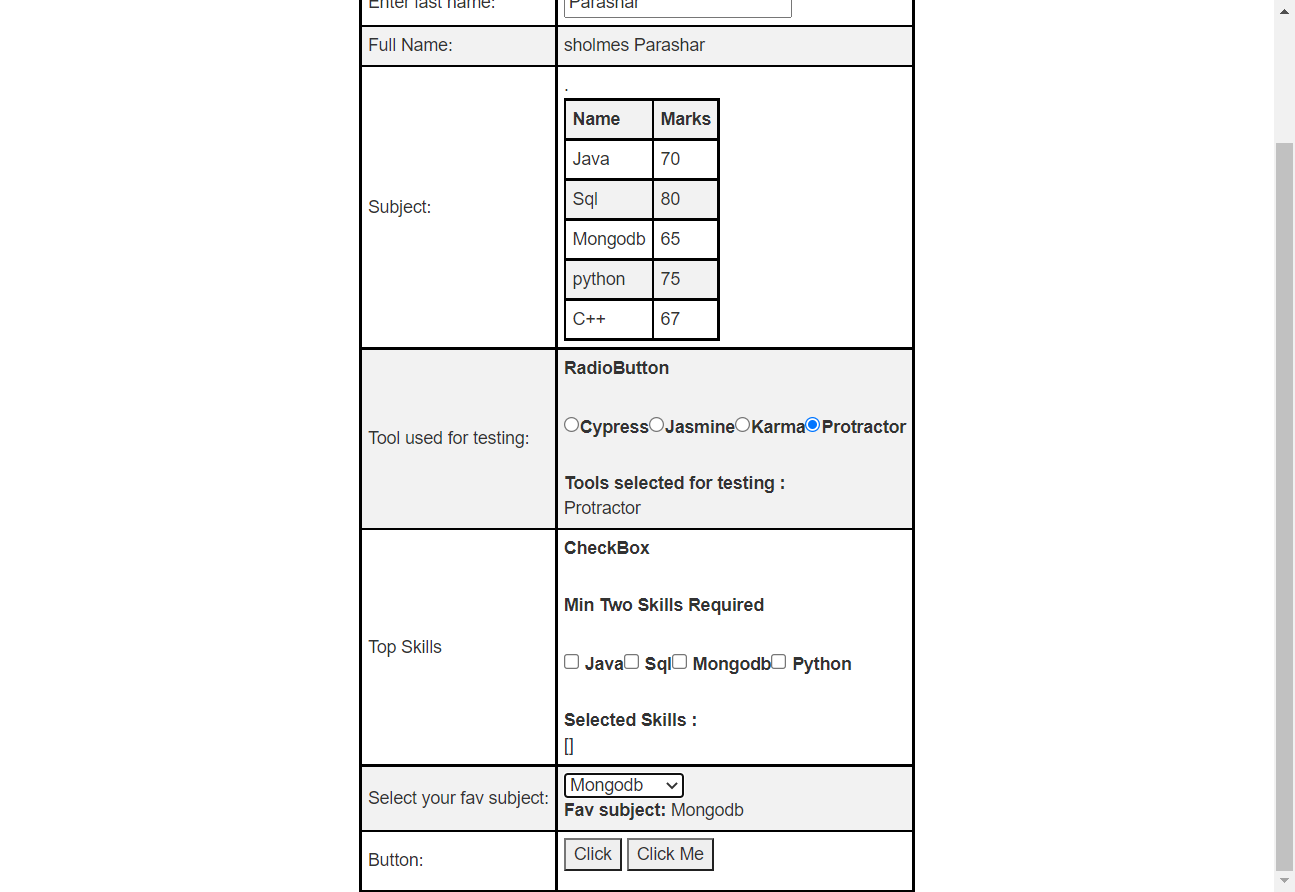 Enter last name: Parashar
Full Name: sholmes Parashar
Subject:
.
Name Marks
Java 70
Sql 80
Mongodb 65
python 75
C++ 67
Tool used for testing:
RadioButton
Cypress Jasmine Karma Protractor
Tools selected for testing :
Protractor
Top Skills
CheckBox
Min Two Skills Required
Java Sql Mongodb Python
Selected Skills :
[]
Select your fav subject:
Mongodb
Fav subject: Mongodb
Button: Click Click Me